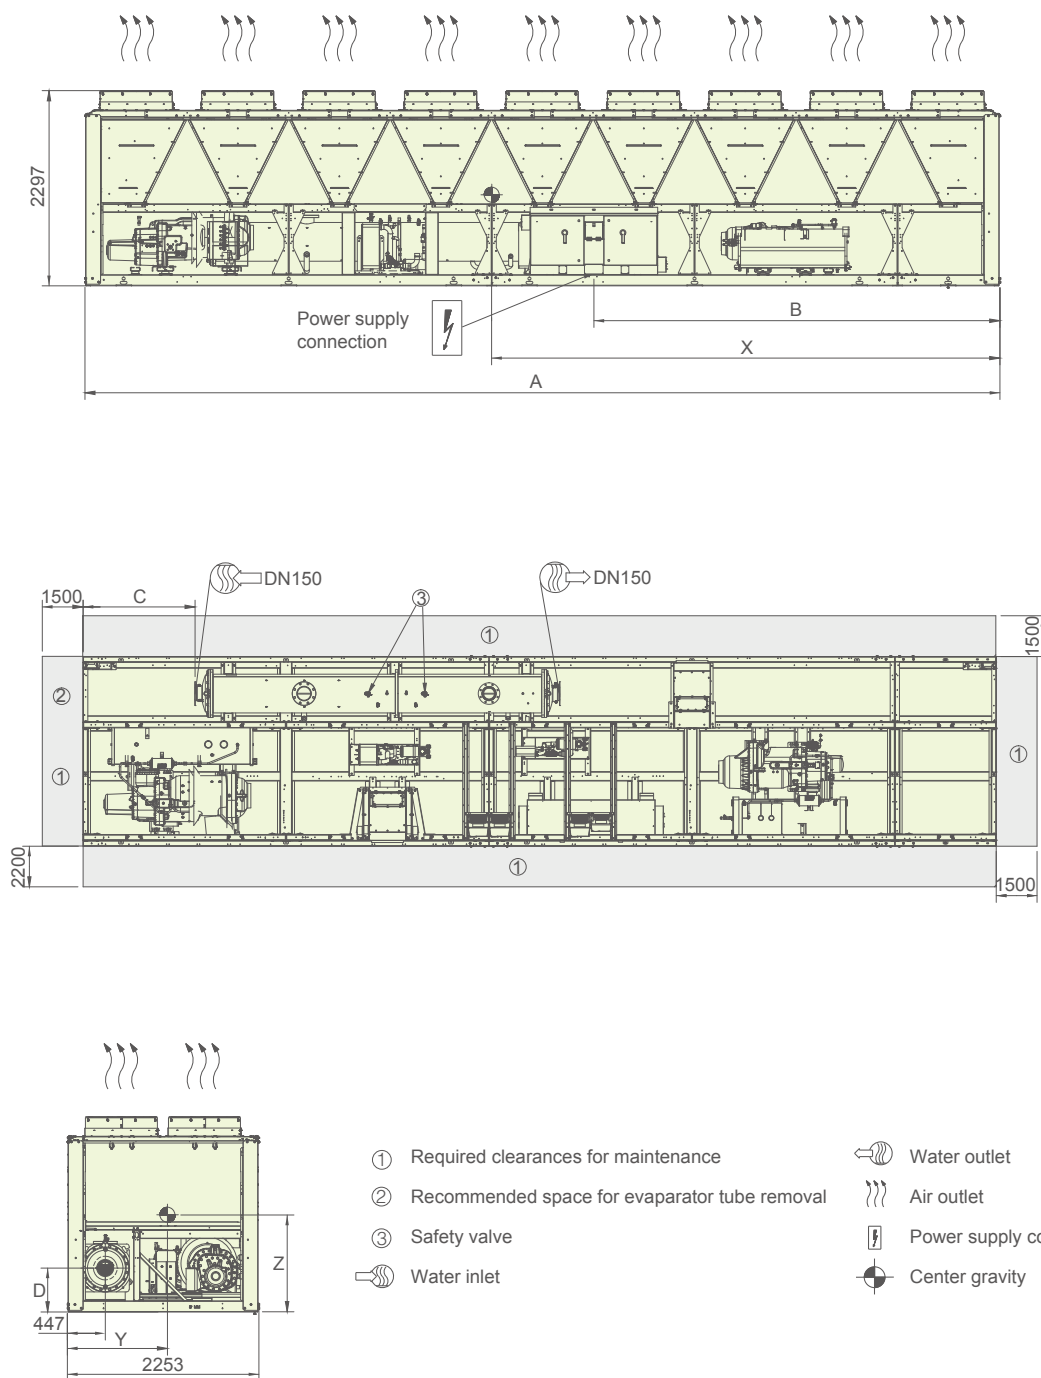 2297
Power supply
connection
B
X
A
DN150
DN150
1500
C
③
1500
①
②
①
①
2200
①
1500
D
Z
447
Y
2253
① Required clearances for maintenance
② Recommended space for evaparator tube removal
③ Safety valve
Water inlet
Water outlet
Air outlet
Power supply co
Center gravity